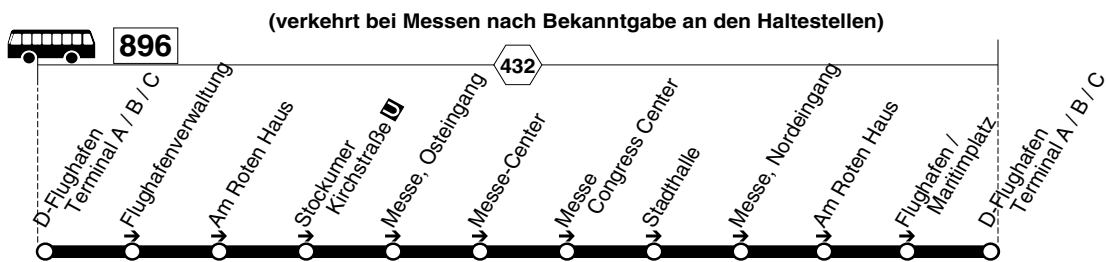 (verkehrt bei Messen nach Bekanntgabe an den Haltestellen)
896
432
D-Flughafen
Terminal A / B / C
Flughafenverwaltung
Am Roten Haus
Stockumer
Kirchstraße U
Messe, Osteingang
Messe-Center
Messe
Congress Center
Stadthalle
Messe, Nordeingang
Am Roten Haus
Flughafen /
Maritimplatz
D-Flughafen
Terminal A / B / C